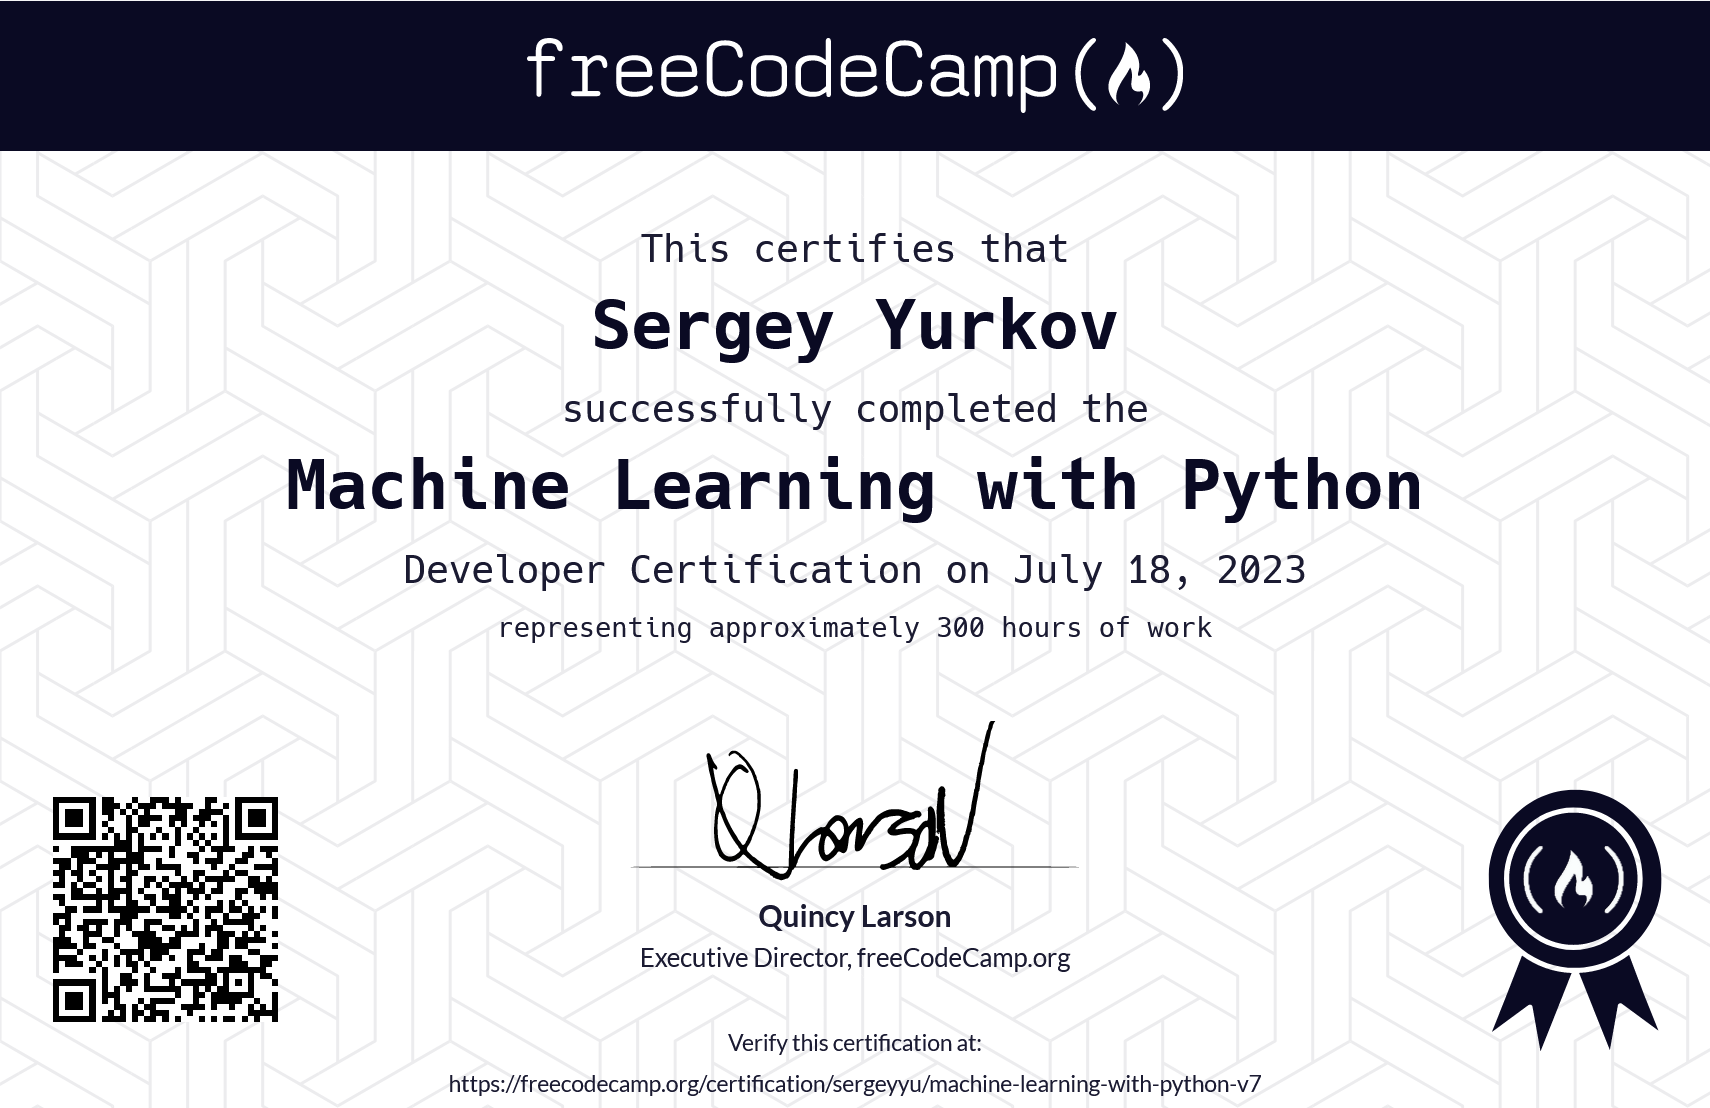 freeCodeCamp
This certifies that
Sergey Yurkov
successfully completed the
Machine Learning with Python
Developer Certification on July 18, 2023
representing approximately 300 hours of work
Q Larson
Quincy Larson
Executive Director, freeCodeCamp.org
Verify this certification at:
https://freecodecamp.org/certification/sergeyyu/machine-learning-with-python-v7